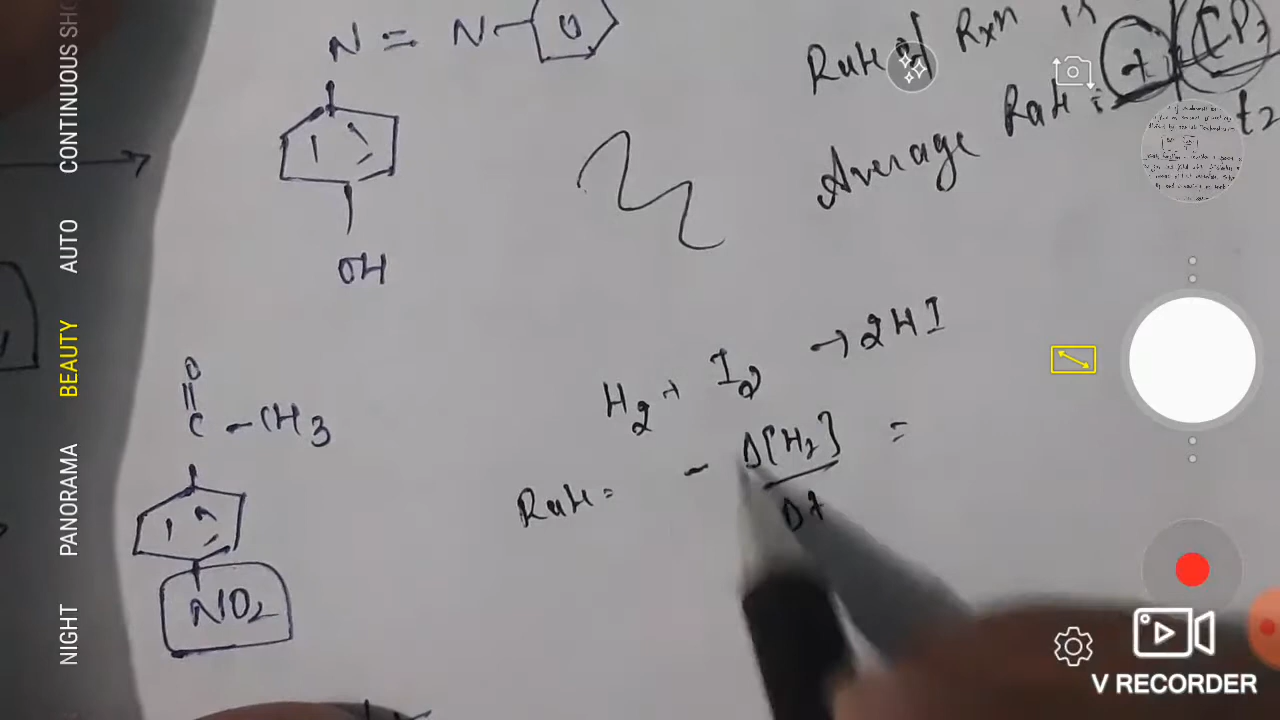 N = N
OH
Rate of Rxn is
Average Rate :
+
t2
H2 + I2 → 2HI
Rate = - Δ[H2] =
Δt
O
C - CH3
NO2
NIGHT
PANORAMA
BEAUTY
AUTO
CONTINUOUS SHO
V RECORDER